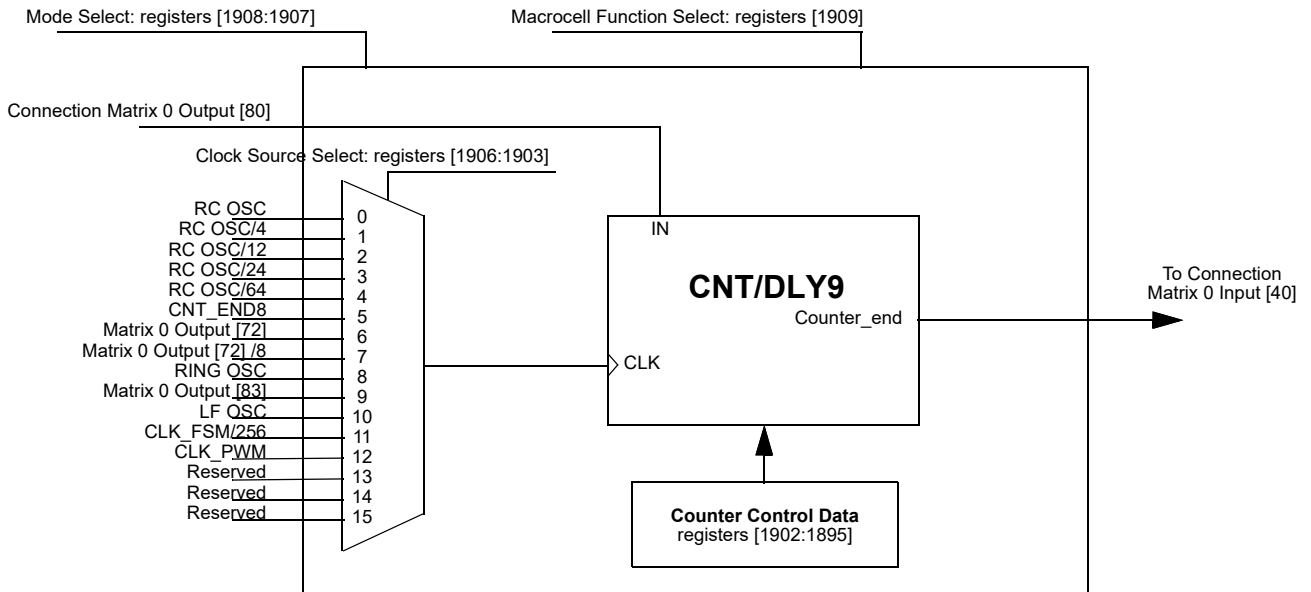 Mode Select: registers [1908:1907]
Macrocell Function Select: registers [1909]
Connection Matrix 0 Output [80]
Clock Source Select: registers [1906:1903]
RC OSC
0
RC OSC/4
1
RC OSC/12
2
RC OSC/24
3
RC OSC/64
4
CNT_END8
5
Matrix 0 Output [72]
6
Matrix 0 Output [72] /8
7
RING OSC
8
Matrix 0 Output [83]
9
LF OSC
10
CLK_FSM/256
11
CLK_PWM
12
Reserved
13
Reserved
14
Reserved
15
IN
CNT/DLY9
Counter_end
CLK
To Connection
Matrix 0 Input [40]
Counter Control Data
registers [1902:1895]